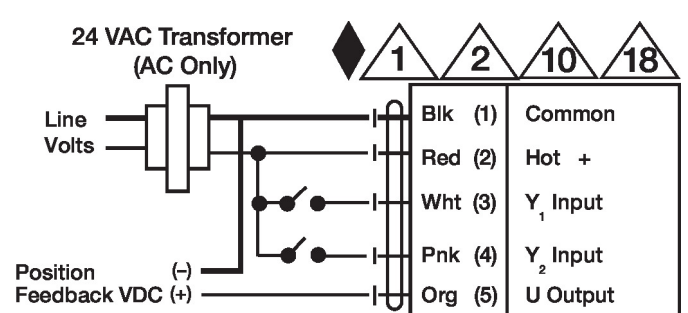 24 VAC Transformer
(AC Only)
1 2 10 18
Line
Volts
Blk (1) Common
Red (2) Hot +
Wht (3) Y1 Input
Pnk (4) Y2 Input
Position (–)
Feedback VDC (+)
Org (5) U Output